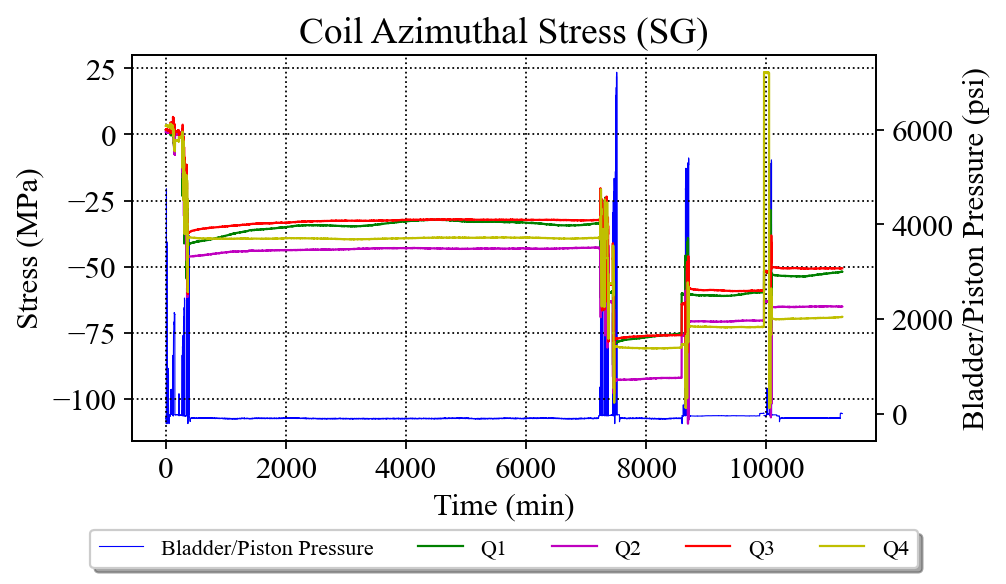 Coil Azimuthal Stress (SG)
25
0
−25
−50
−75
−100
Stress (MPa)
6000
4000
2000
0
Bladder/Piston Pressure (psi)
0 2000 4000 6000 8000 10000
Time (min)
Bladder/Piston Pressure Q1 Q2 Q3 Q4